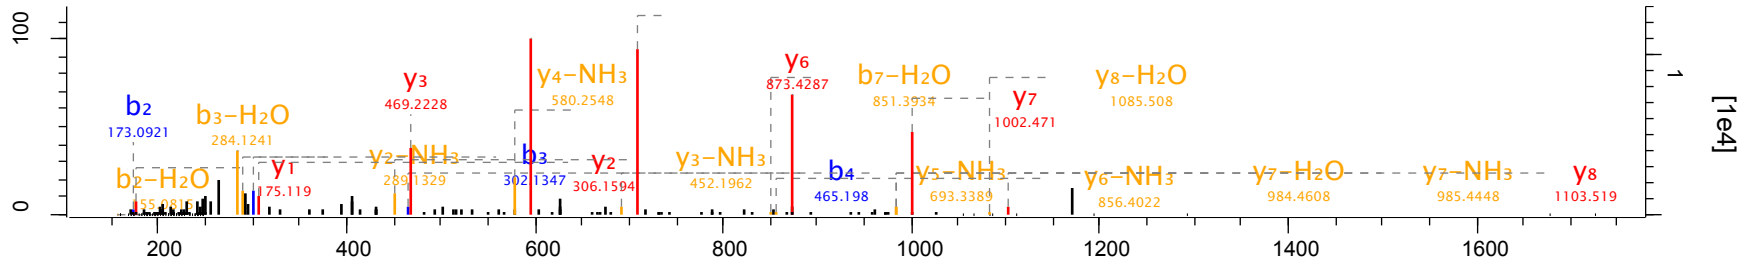 100
0
b2
173.0921
b2-H2O
155.0815
b3-H2O
284.1241
y1
175.119
y2-NH3
289.1329
y3
469.2228
b3
302.1347
y4-NH3
580.2548
y2
306.1594
y3-NH3
452.1962
y6
873.4287
b4
465.198
b7-H2O
851.3934
y5-NH3
693.3389
y7
1002.471
y8-H2O
1085.508
y6-NH3
856.4022
y7-H2O
984.4608
y7-NH3
985.4448
y8
1103.519
200 400 600 800 1000 1200 1400 1600
1
[1e4]